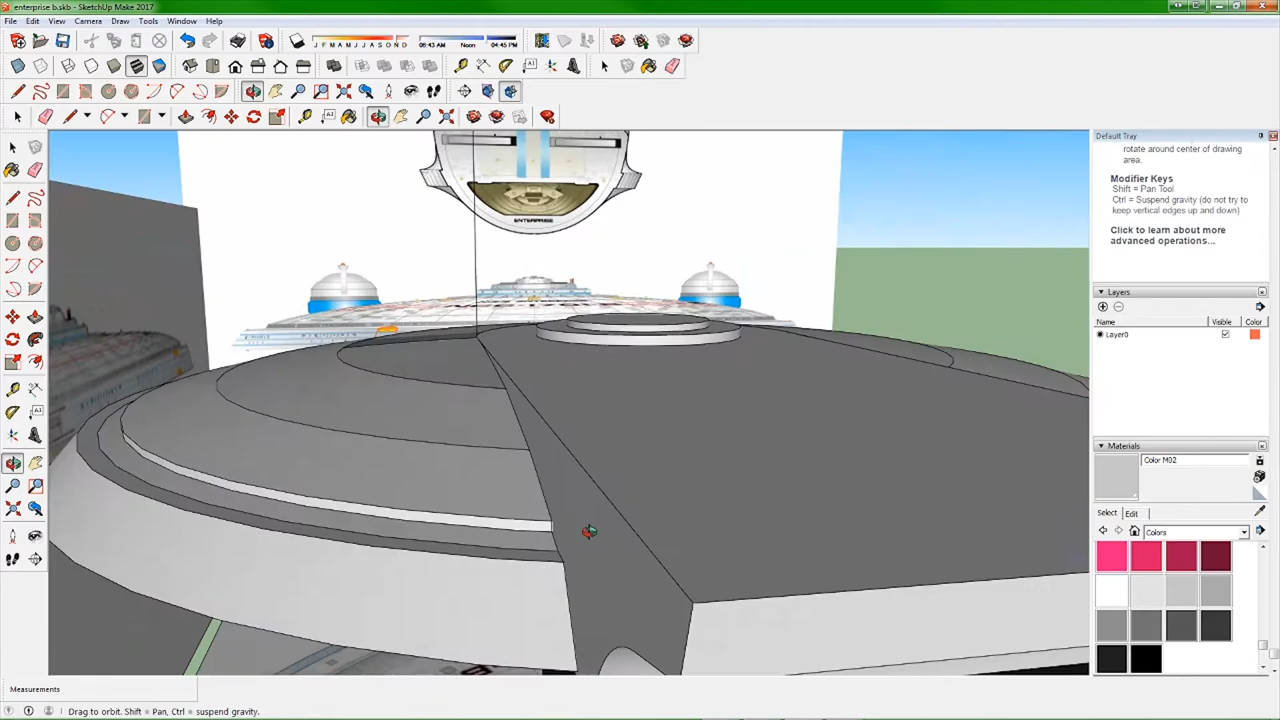 enterprise b.skb - SketchUp Make 2017
File Edit View Camera Draw Tools Window Help
J F M A M J J A S O N D 06:43 AM Noon 04:45 PM
Default Tray
rotate around center of drawing
area.
Modifier Keys
Shift = Pan Tool
Ctrl = Suspend gravity (do not try to
keep vertical edges up and down)
Click to learn about more
advanced operations...
ENTERPRISE
Layers
Name Visible Color
Layer0
Materials
Color M02
Select Edit
Colors
Measurements
Drag to orbit. Shift = Pan, Ctrl = suspend gravity.